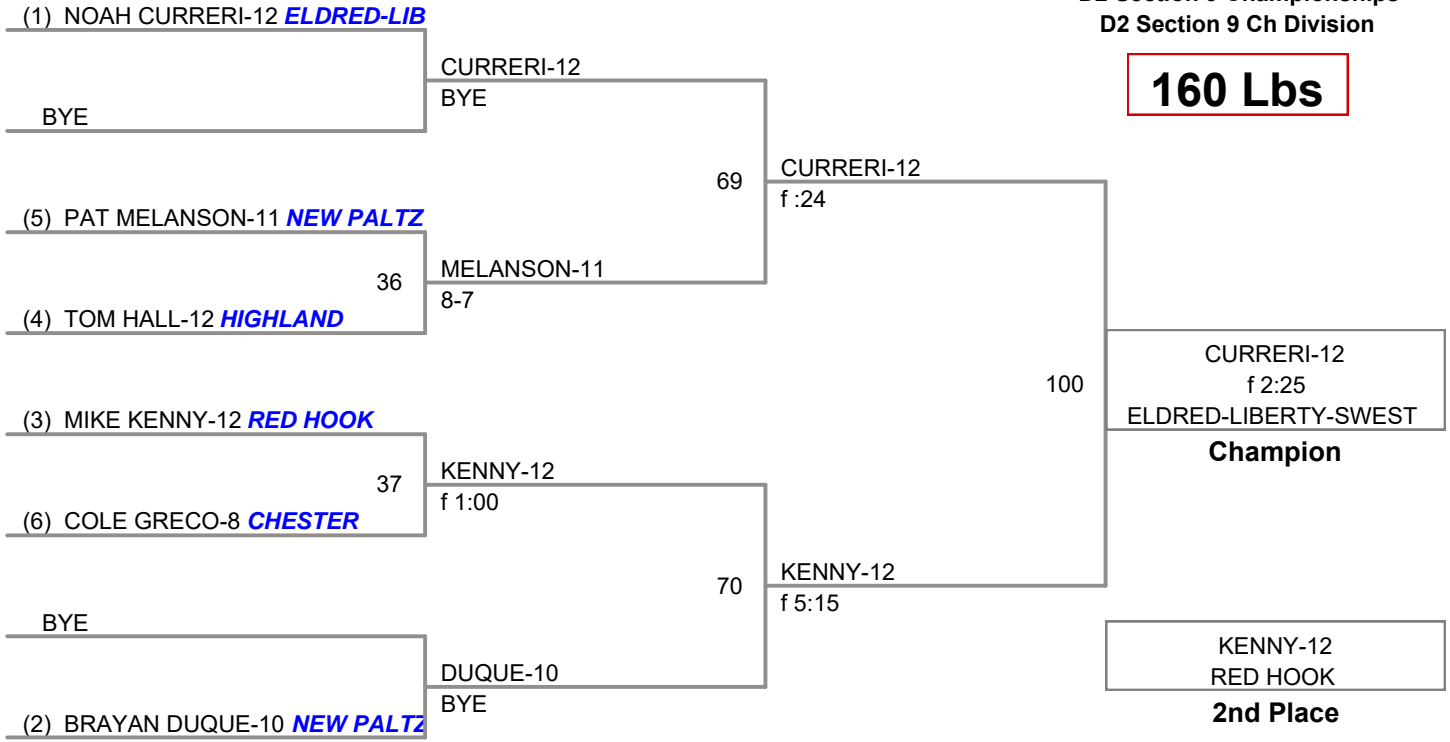 (1) NOAH CURRERI-12 ELDRED-LIB
D2 Section 9 Ch Division
160 Lbs
CURRERI-12
BYE
BYE
CURRERI-12
69
f :24
(5) PAT MELANSON-11 NEW PALTZ
MELANSON-11
36
8-7
(4) TOM HALL-12 HIGHLAND
CURRERI-12
100
f 2:25
ELDRED-LIBERTY-SWEST
Champion
(3) MIKE KENNY-12 RED HOOK
KENNY-12
37
f 1:00
(6) COLE GRECO-8 CHESTER
KENNY-12
70
f 5:15
BYE
DUQUE-10
BYE
(2) BRAYAN DUQUE-10 NEW PALTZ
KENNY-12
RED HOOK
2nd Place